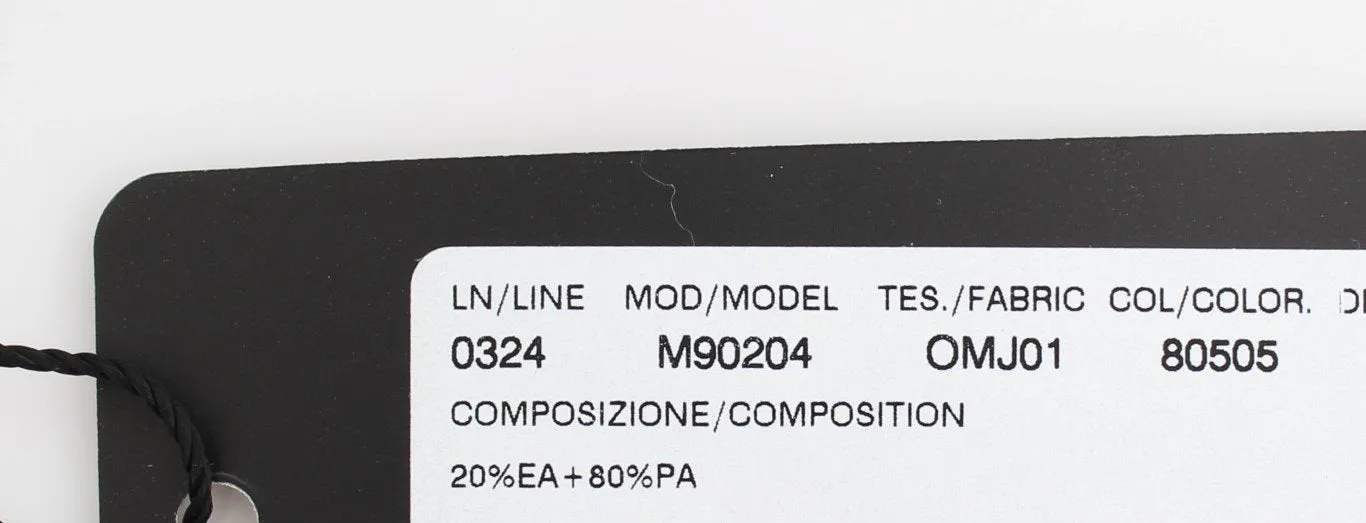 LN/LINE MOD/MODEL TES./FABRIC COL/COLOR.
0324 M90204 OMJ01 80505
COMPOSIZIONE/COMPOSITION
20%EA+80%PA